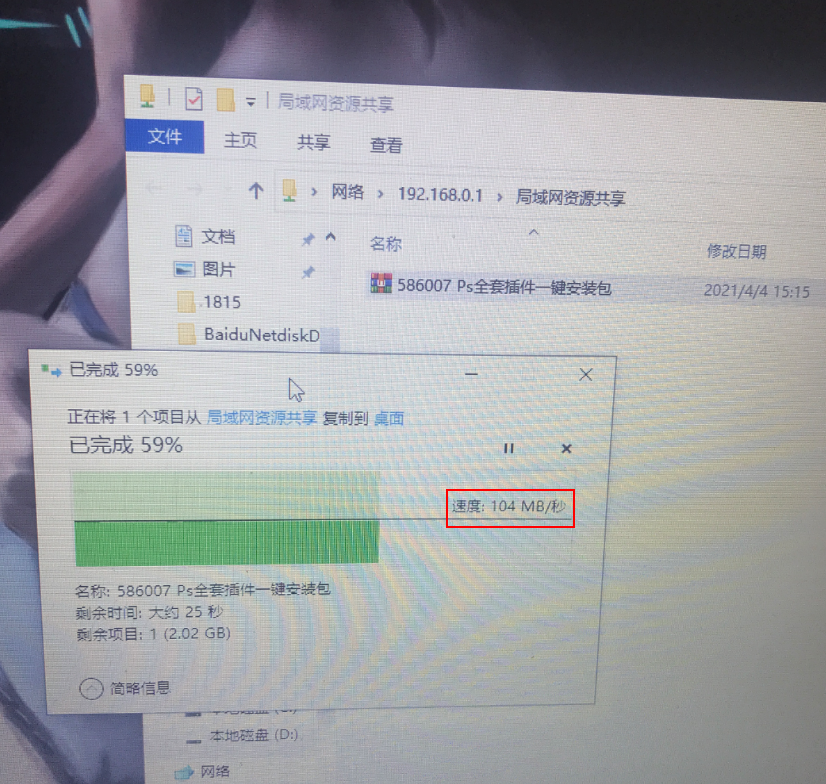 局域网资源共享
文件 主页 共享 查看
网络 › 192.168.0.1 › 局域网资源共享
文档
名称 修改日期
图片
586007 Ps全套插件一键安装包 2021/4/4 15:15
1815
BaiduNetdiskD
已完成 59%
正在将 1 个项目从 局域网资源共享 复制到 桌面
已完成 59%
速度: 104 MB/秒
名称: 586007 Ps全套插件一键安装包
剩余时间: 大约 25 秒
剩余项目: 1 (2.02 GB)
简略信息
本地磁盘 (D:)
网络